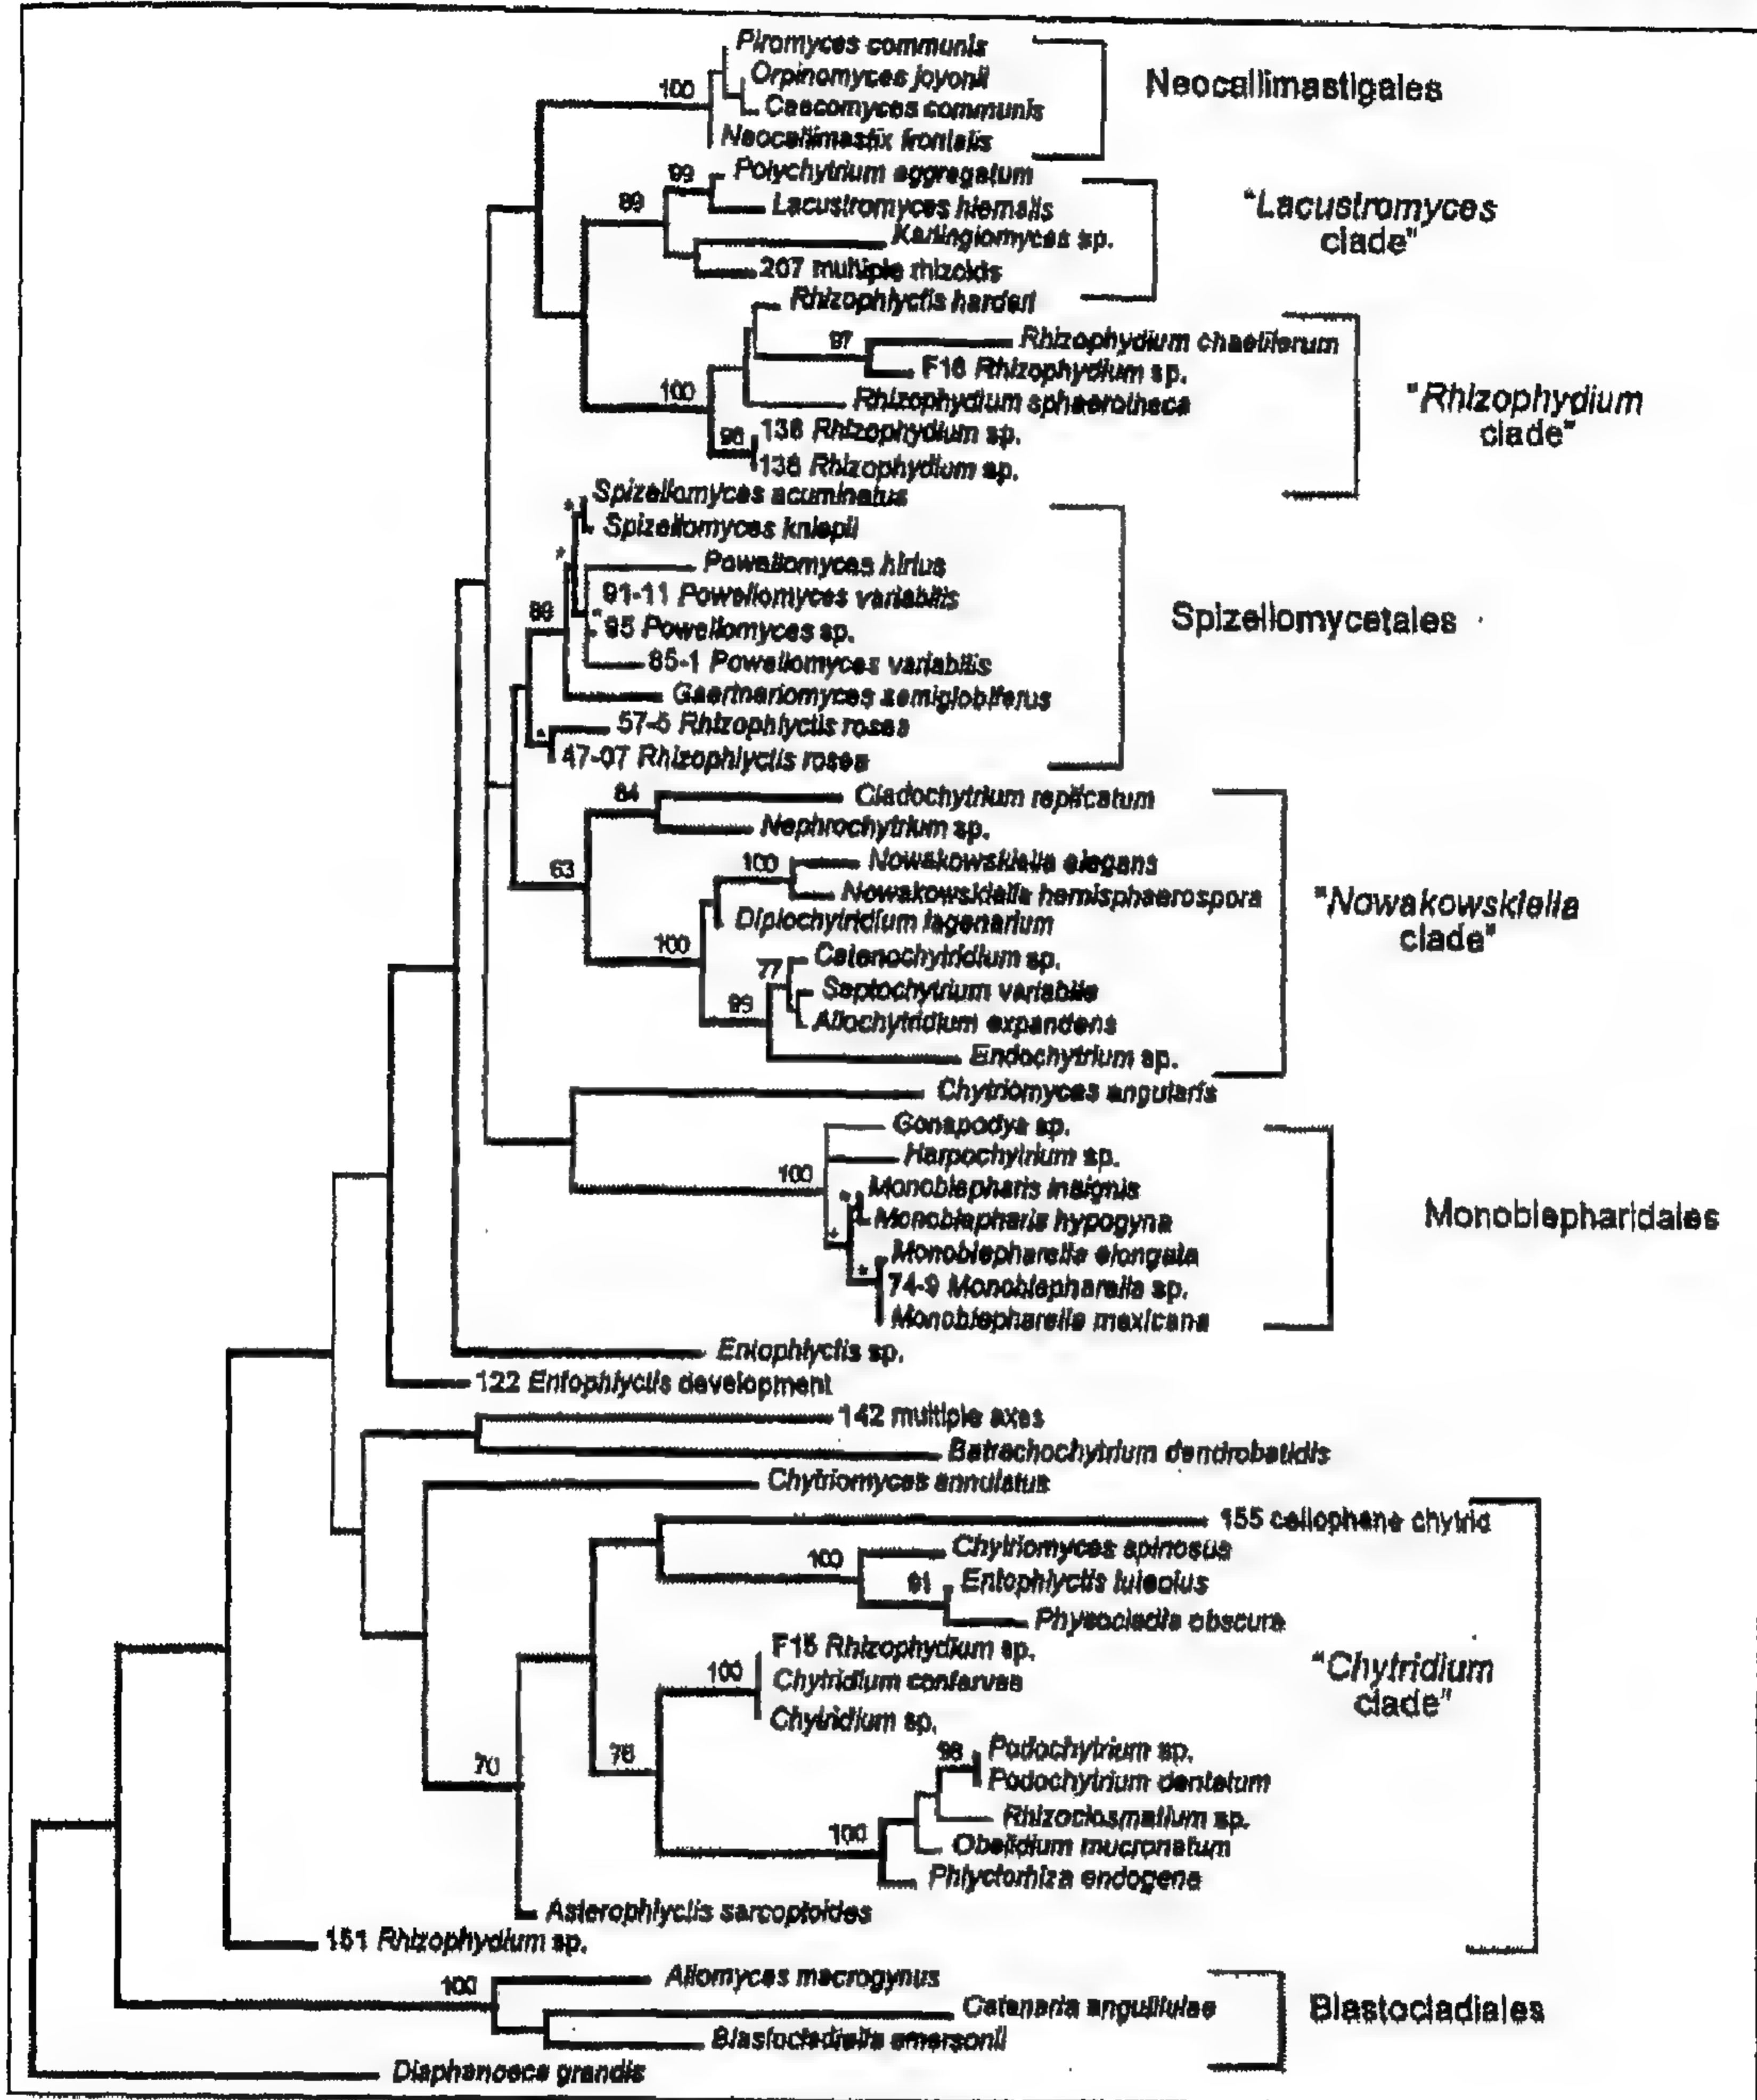 Piromyces communis
Orpinomyces joyonii
100
Caecomyces communis
Neocallimastix frontalis
Neocallimastigales
99
Polychytrium aggregatum
89
Lacustromyces hiemalis
Karlingiomyces sp.
207 multiple rhizoids
"Lacustromyces
clade"
Rhizophlyctis harderi
97
Rhizophydium chaetiferum
F16 Rhizophydium sp.
100
Rhizophydium sphaerotheca
98
136 Rhizophydium sp.
138 Rhizophydium sp.
"Rhizophydium
clade"
*
Spizellomyces acuminatus
Spizellomyces kniepii
*
Powellomyces hirtus
91-11 Powellomyces variabilis
*
95 Powellomyces sp.
85-1 Powellomyces variabilis
Gaertneriomyces semiglobiferus
57-5 Rhizophlyctis rosea
*
47-07 Rhizophlyctis rosea
Spizellomycetales
84
Cladochytrium replicatum
Nephrochytrium sp.
63
100
Nowakowskiella elegans
Nowakowskiella hemisphaerospora
Diplochytridium lagenarium
100
Catenochytridium sp.
77
Septochytrium variabile
99
Allochytridium expandens
Endochytrium sp.
"Nowakowskiella
clade"
Chytriomyces angularis
Gonapodya sp.
Harpochytrium sp.
100
*
Monoblepharis insignis
Monoblepharis hypogyna
*
Monoblepharella elongata
*
74-9 Monoblepharella sp.
Monoblepharella mexicana
Monoblepharidales
Entophlyctis sp.
122 Entophlyctis development
142 multiple axes
Batrachochytrium dendrobatidis
Chytriomyces annulatus
155 cellophane chytrid
100
Chytriomyces spinosus
91
Entophlyctis luteolus
Physocladia obscura
F15 Rhizophydium sp.
100
Chytridium confervae
Chytridium sp.
70
76
98
Podochytrium sp.
Podochytrium dentatum
Rhizoclosmatium sp.
100
Obelidium mucronatum
Phlyctorhiza endogena
Asterophlyctis sarcoptoides
"Chytridium
clade"
151 Rhizophydium sp.
100
Allomyces macrogynus
Catenaria anguillulae
Blastocladiella emersonii
Blastocladiales
Diaphanoeca grandis